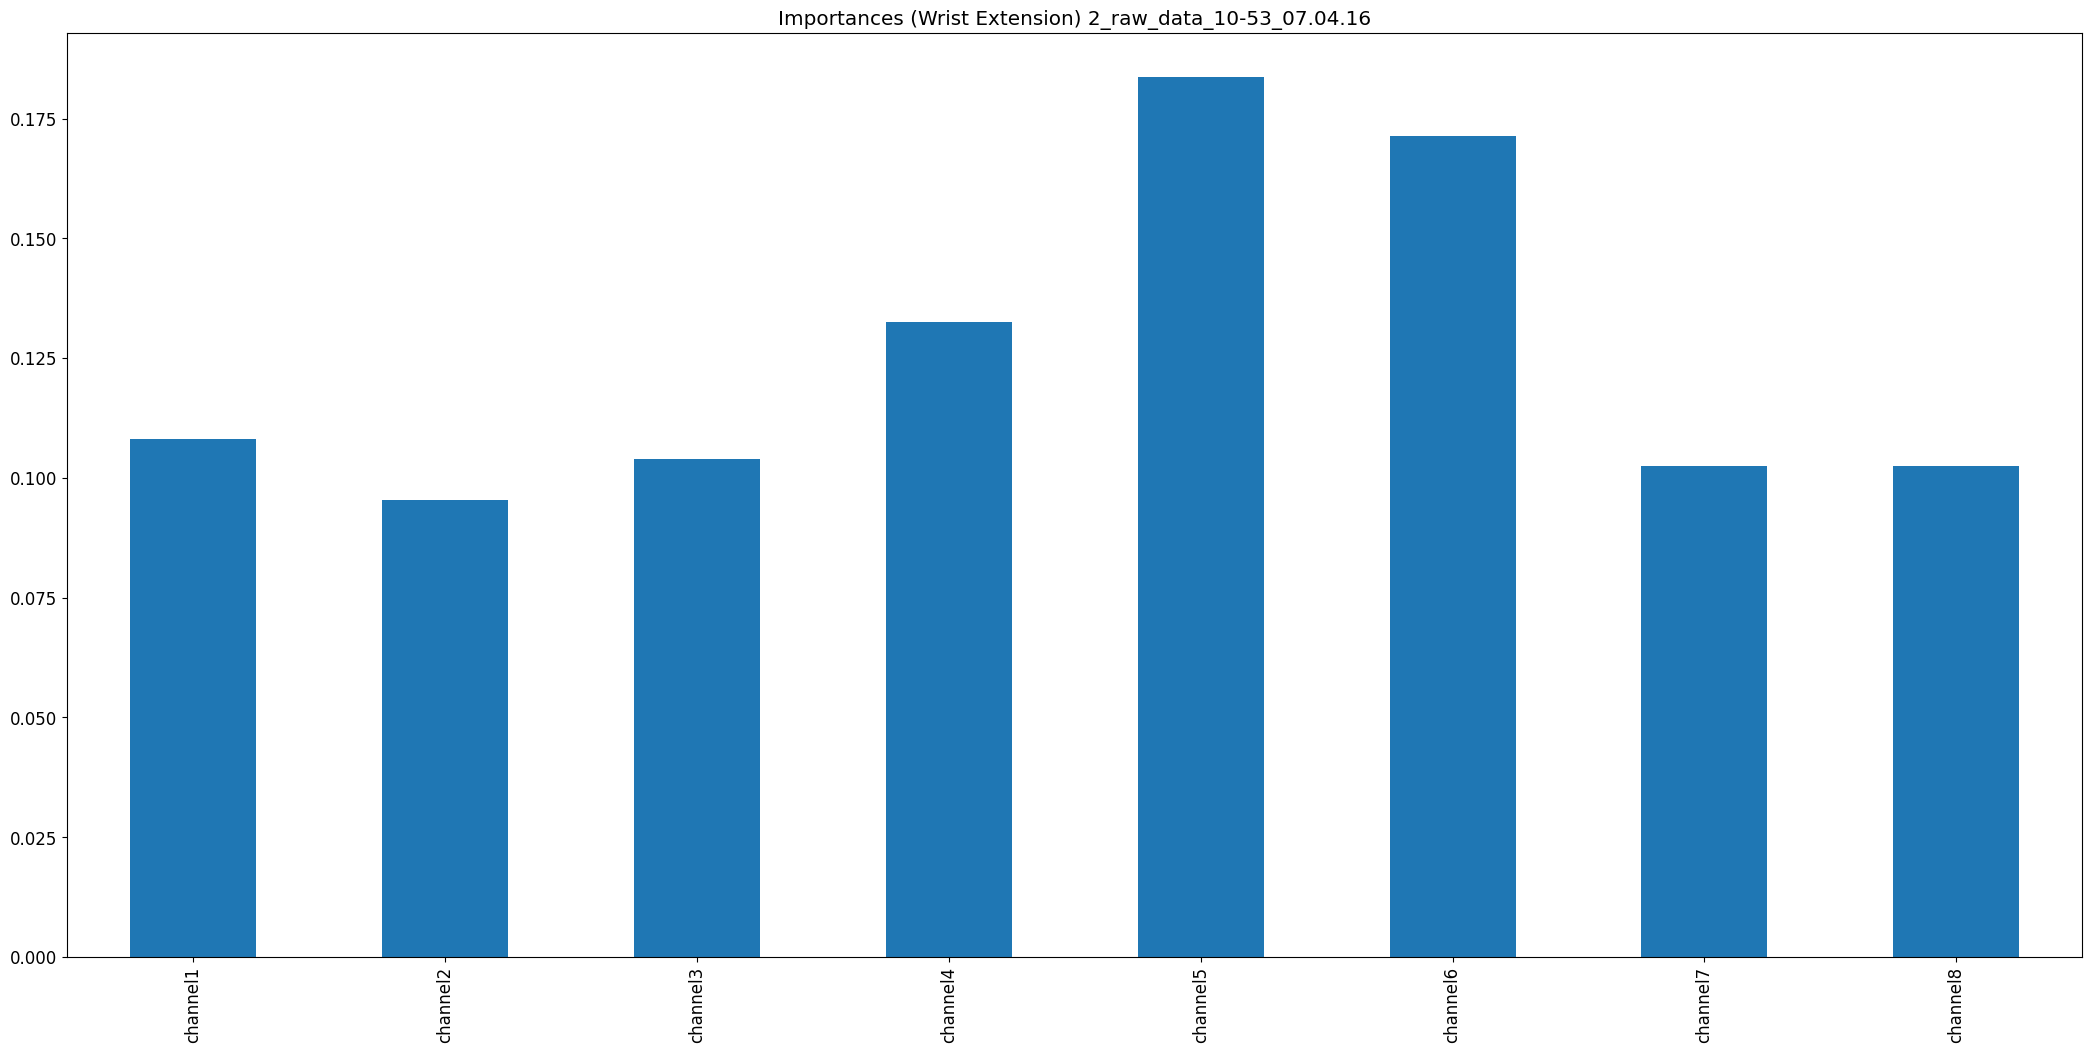 Importances (Wrist Extension) 2_raw_data_10-53_07.04.16
0.175
0.150
0.125
0.100
0.075
0.050
0.025
0.000
channel1
channel2
channel3
channel4
channel5
channel6
channel7
channel8